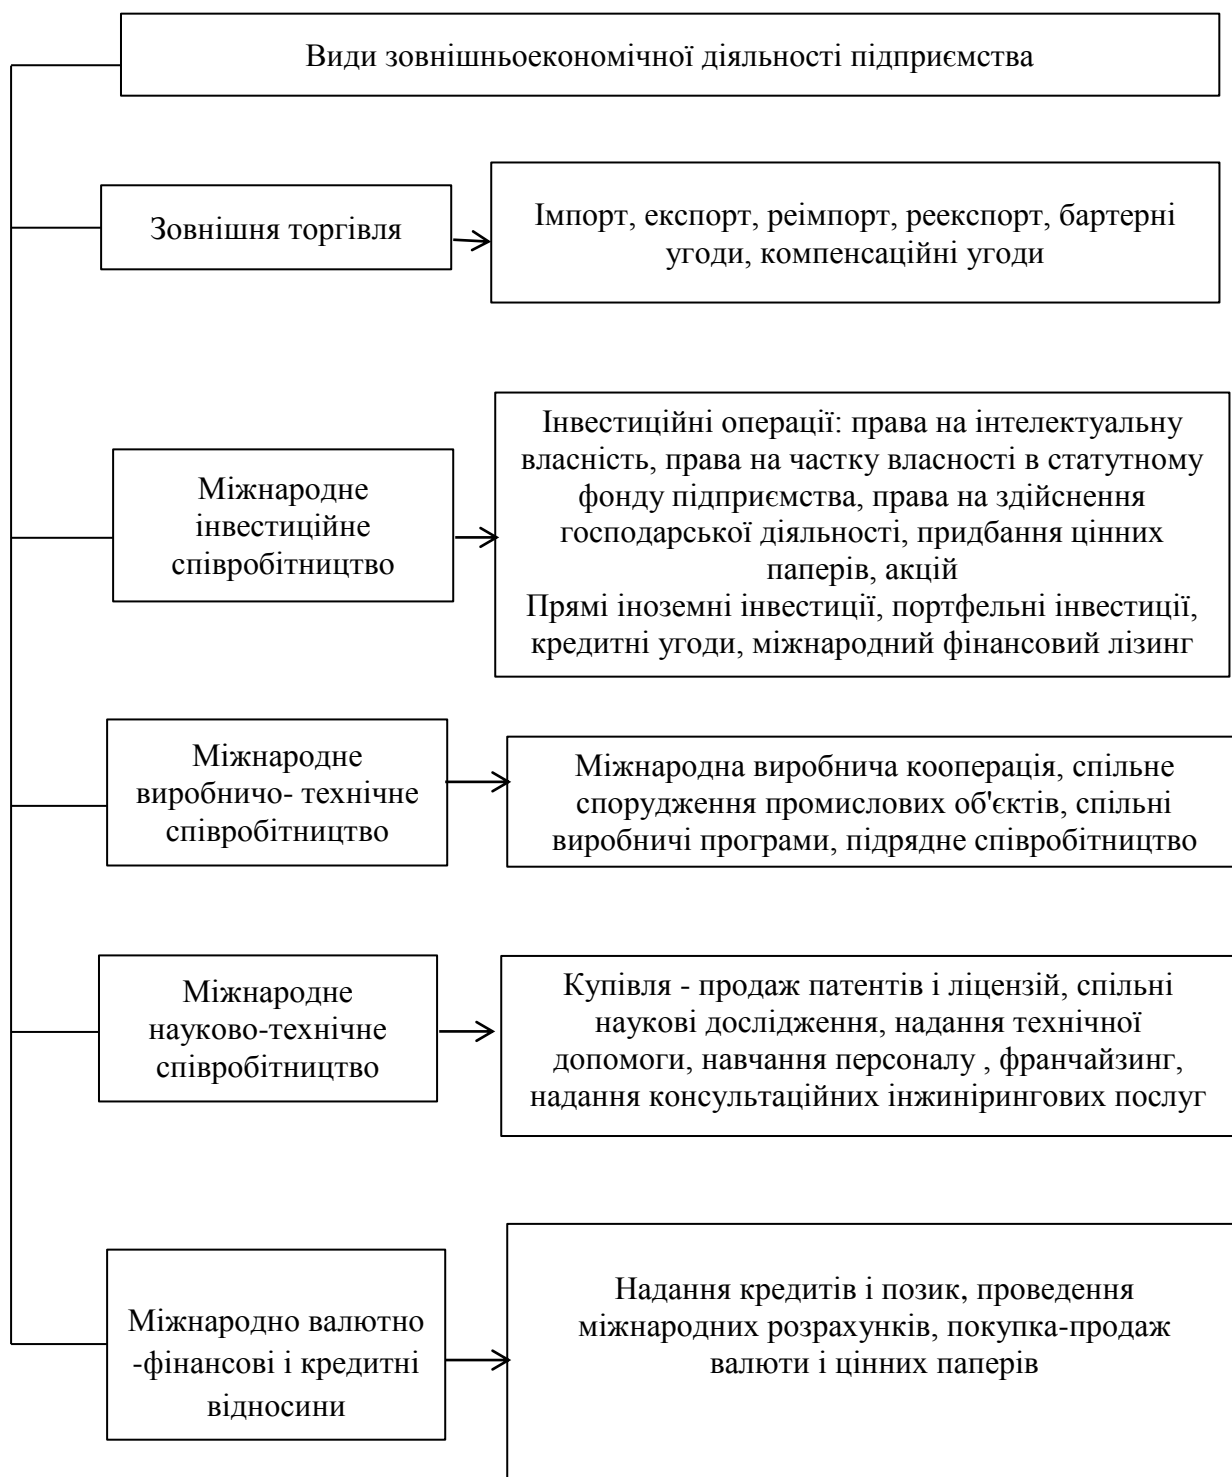 Види зовнішньоекономічної діяльності підприємства
Зовнішня торгівля
Імпорт, експорт, реімпорт, реекспорт, бартерні
угоди, компенсаційні угоди
Міжнародне
інвестиційне
співробітництво
Інвестиційні операції: права на інтелектуальну
власність, права на частку власності в статутному
фонду підприємства, права на здійснення
господарської діяльності, придбання цінних
паперів, акцій
Прямі іноземні інвестиції, портфельні інвестиції,
кредитні угоди, міжнародний фінансовий лізинг
Міжнародне
виробничо- технічне
співробітництво
Міжнародна виробнича кооперація, спільне
спорудження промислових об'єктів, спільні
виробничі програми, підрядне співробітництво
Міжнародне
науково-технічне
співробітництво
Купівля - продаж патентів і ліцензій, спільні
наукові дослідження, надання технічної
допомоги, навчання персоналу , франчайзинг,
надання консультаційних інжинірингових послуг
Міжнародно валютно
-фінансові і кредитні
відносини
Надання кредитів і позик, проведення
міжнародних розрахунків, покупка-продаж
валюти і цінних паперів